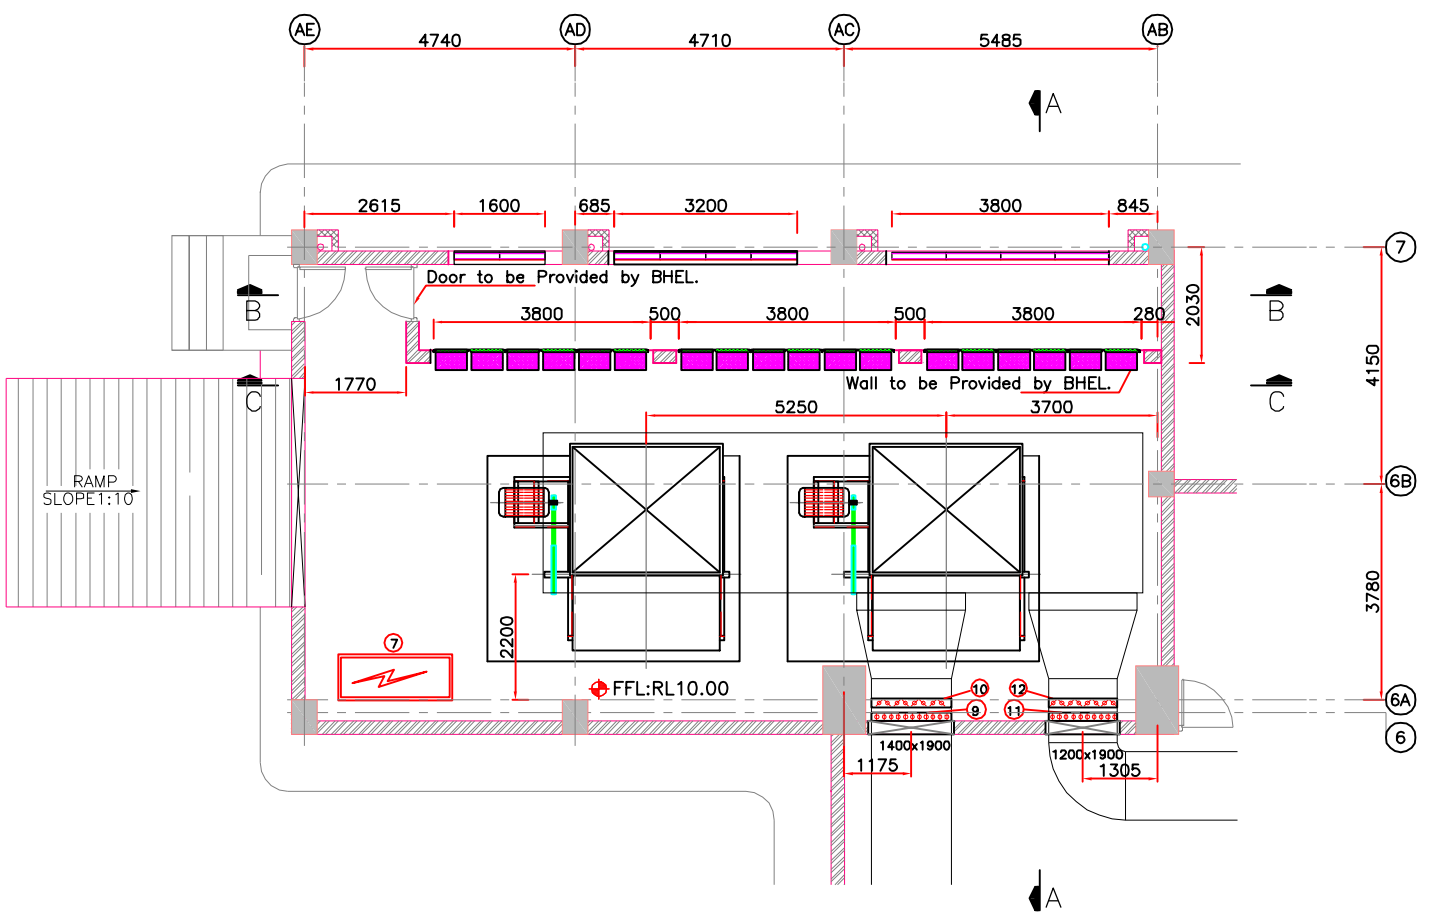 AE
AD
AC
AB
4740
4710
5485
A
2615
1600
685
3200
3800
845
7
Door to be Provided by BHEL.
B
B
2030
3800
500
3800
500
3800
280
4150
1770
Wall to be Provided by BHEL.
C
C
5250
3700
RAMP
SLOPE1:10
6B
3780
2200
7
FFL:RL10.00
10
12
9
11
6A
6
1400x1900
1200x1900
1175
1305
A